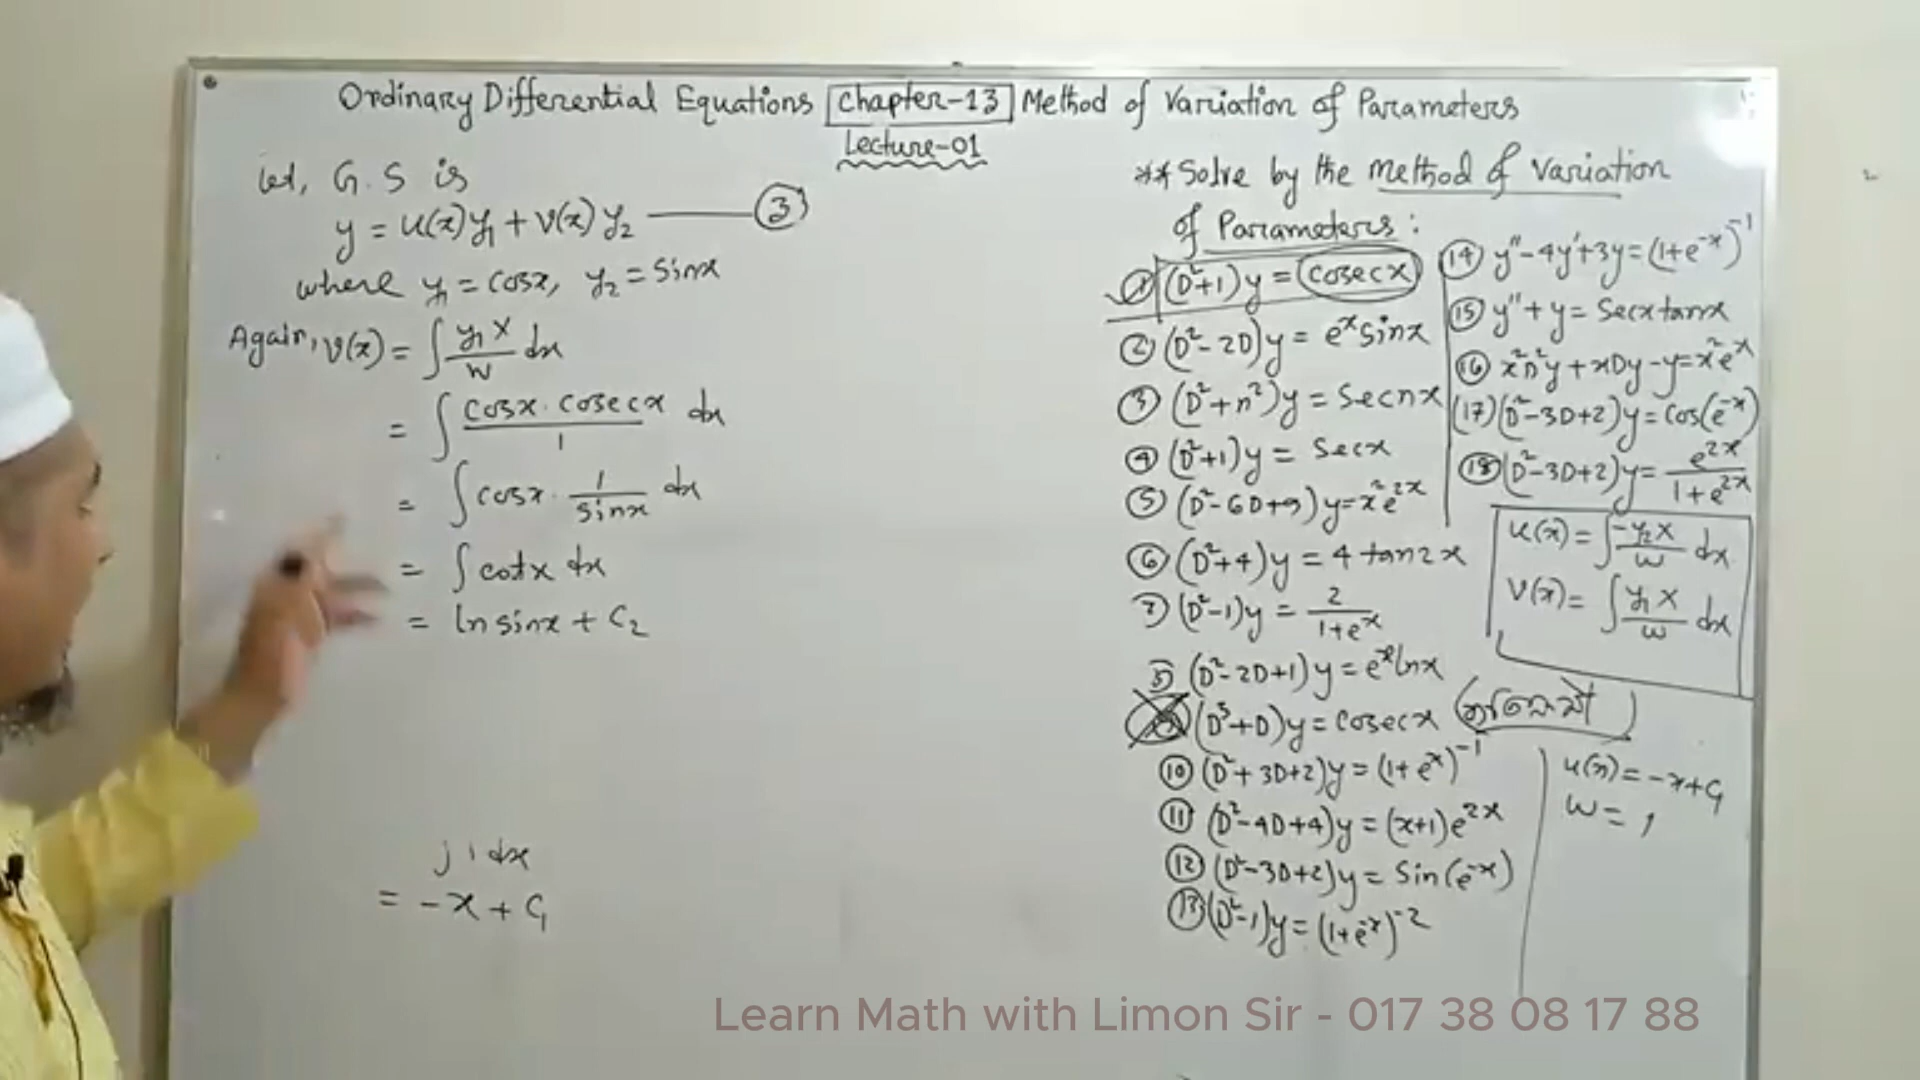 Ordinary Differential Equations Chapter-13 Method of Variation of Parameters
Lecture-01
Let, G.S is
y = u(x)y₁ + v(x)y₂ ——— ③
where y₁ = cosx, y₂ = sinx
Again, v(x) = ∫ y₁X/W dx
= ∫ cosx · cosecx / 1 dx
= ∫ cosx · 1/sinx dx
= ∫ cotx dx
= ln sinx + C₂
1 dx
= -x + C₁
** Solve by the Method of Variation
of Parameters :
① (D²+1)y = cosecx
② (D²-2D)y = eˣ sinx
③ (D²+n²)y = Secnx
④ (D²+1)y = Secx
⑤ (D²-6D+9)y = x²e²ˣ
⑥ (D²+4)y = 4 tan2x
⑦ (D²-1)y = 2/(1+eˣ)
(D²-2D+1)y = eˣ lnx
(D³+D)y = cosecx
⑩ (D²+3D+2)y = (1+eˣ)⁻¹
⑪ (D²-4D+4)y = (x+1)e²ˣ
⑫ (D²-3D+2)y = Sin(e⁻ˣ)
⑬ (D²-1)y = (1+e⁻ˣ)⁻²
⑭ y''-4y'+3y = (1+e⁻ˣ)⁻¹
⑮ y''+y = Secx tanx
⑯ x²D²y + xDy - y = x²eˣ
(17) (D²-3D+2)y = cos(e⁻ˣ)
⑱ (D²-3D+2)y = e²ˣ/(1+e²ˣ)
u(x) = ∫ -y₂X/W dx
v(x) = ∫ y₁X/W dx
u(x) = -x + C₁
W = 1
Learn Math with Limon Sir - 017 38 08 17 88